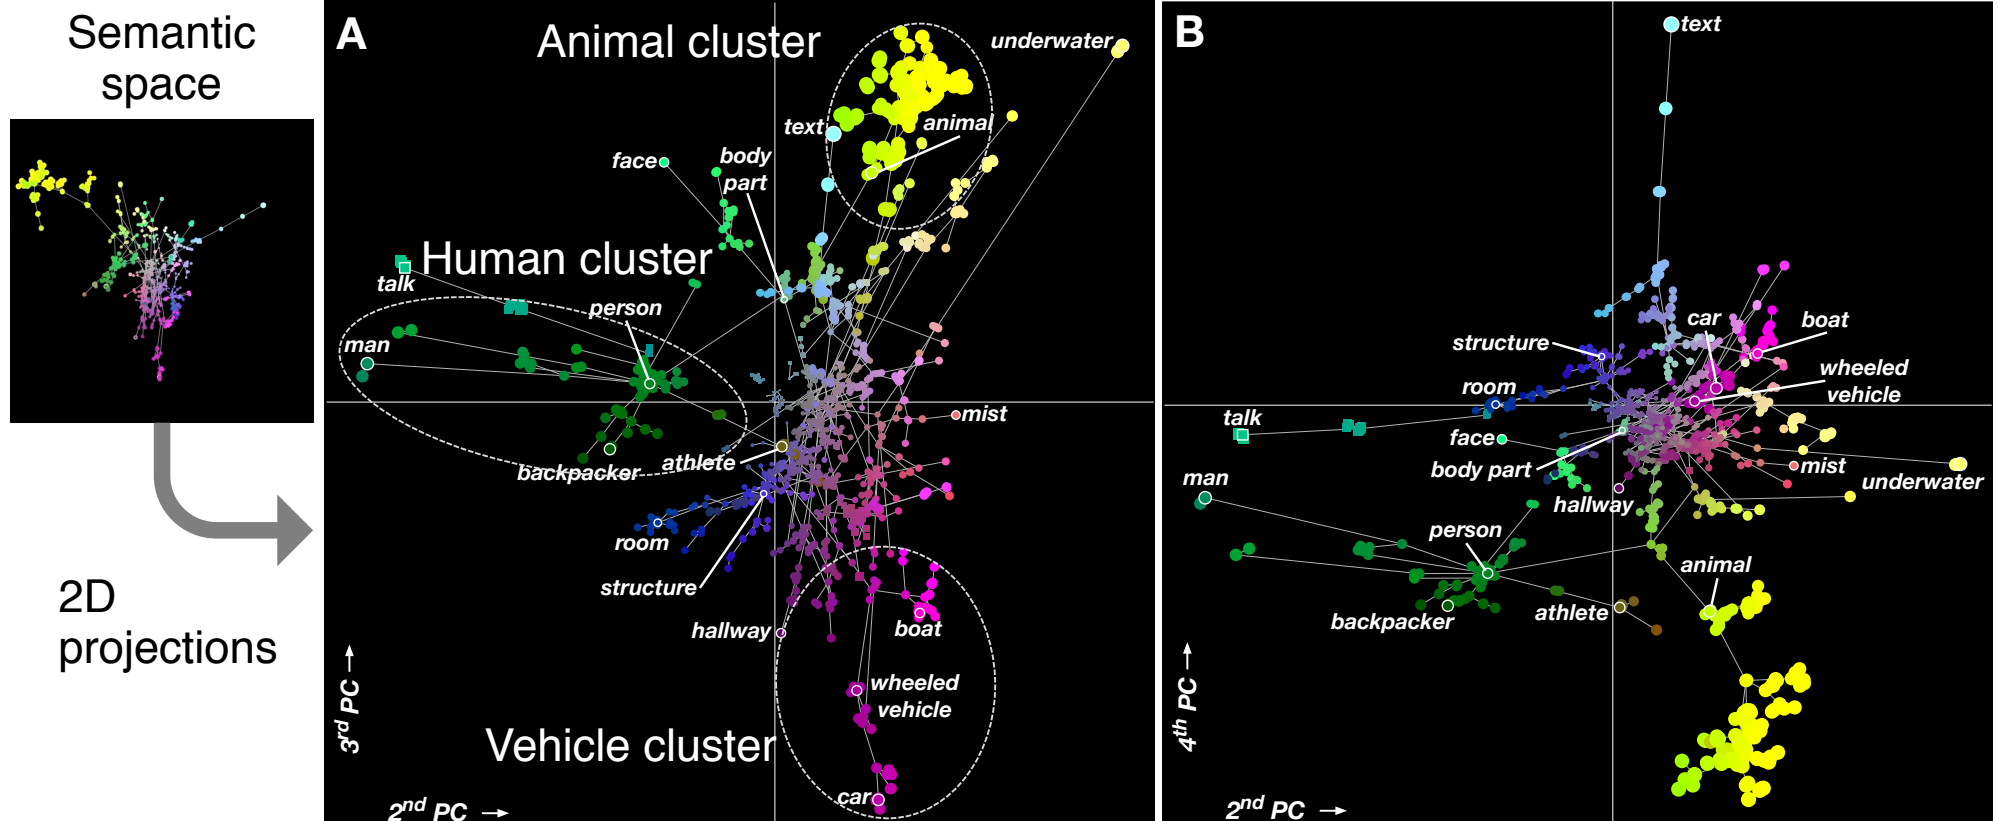 Semantic
space
2D
projections
A
Animal cluster
underwater
text
animal
face
body
part
Human cluster
talk
person
man
mist
athlete
backpacker
room
structure
hallway
boat
wheeled
vehicle
Vehicle cluster
car
3rd PC →
2nd PC →
B
text
car
boat
structure
wheeled
vehicle
room
talk
face
body part
mist
underwater
man
hallway
person
animal
athlete
backpacker
4th PC →
2nd PC →